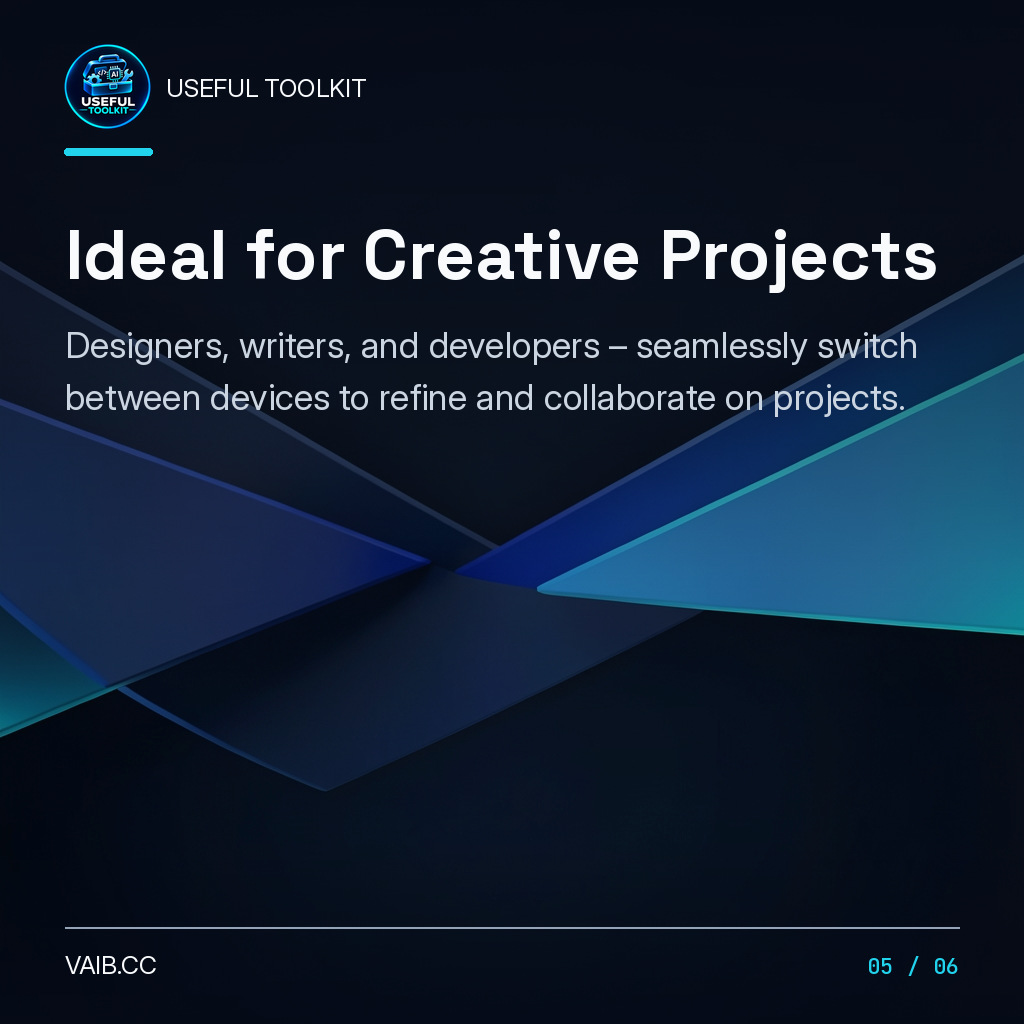 AI
USEFUL
TOOLKIT
USEFUL TOOLKIT
Ideal for Creative Projects
Designers, writers, and developers – seamlessly switch
between devices to refine and collaborate on projects.
VAIB.CC
05 / 06